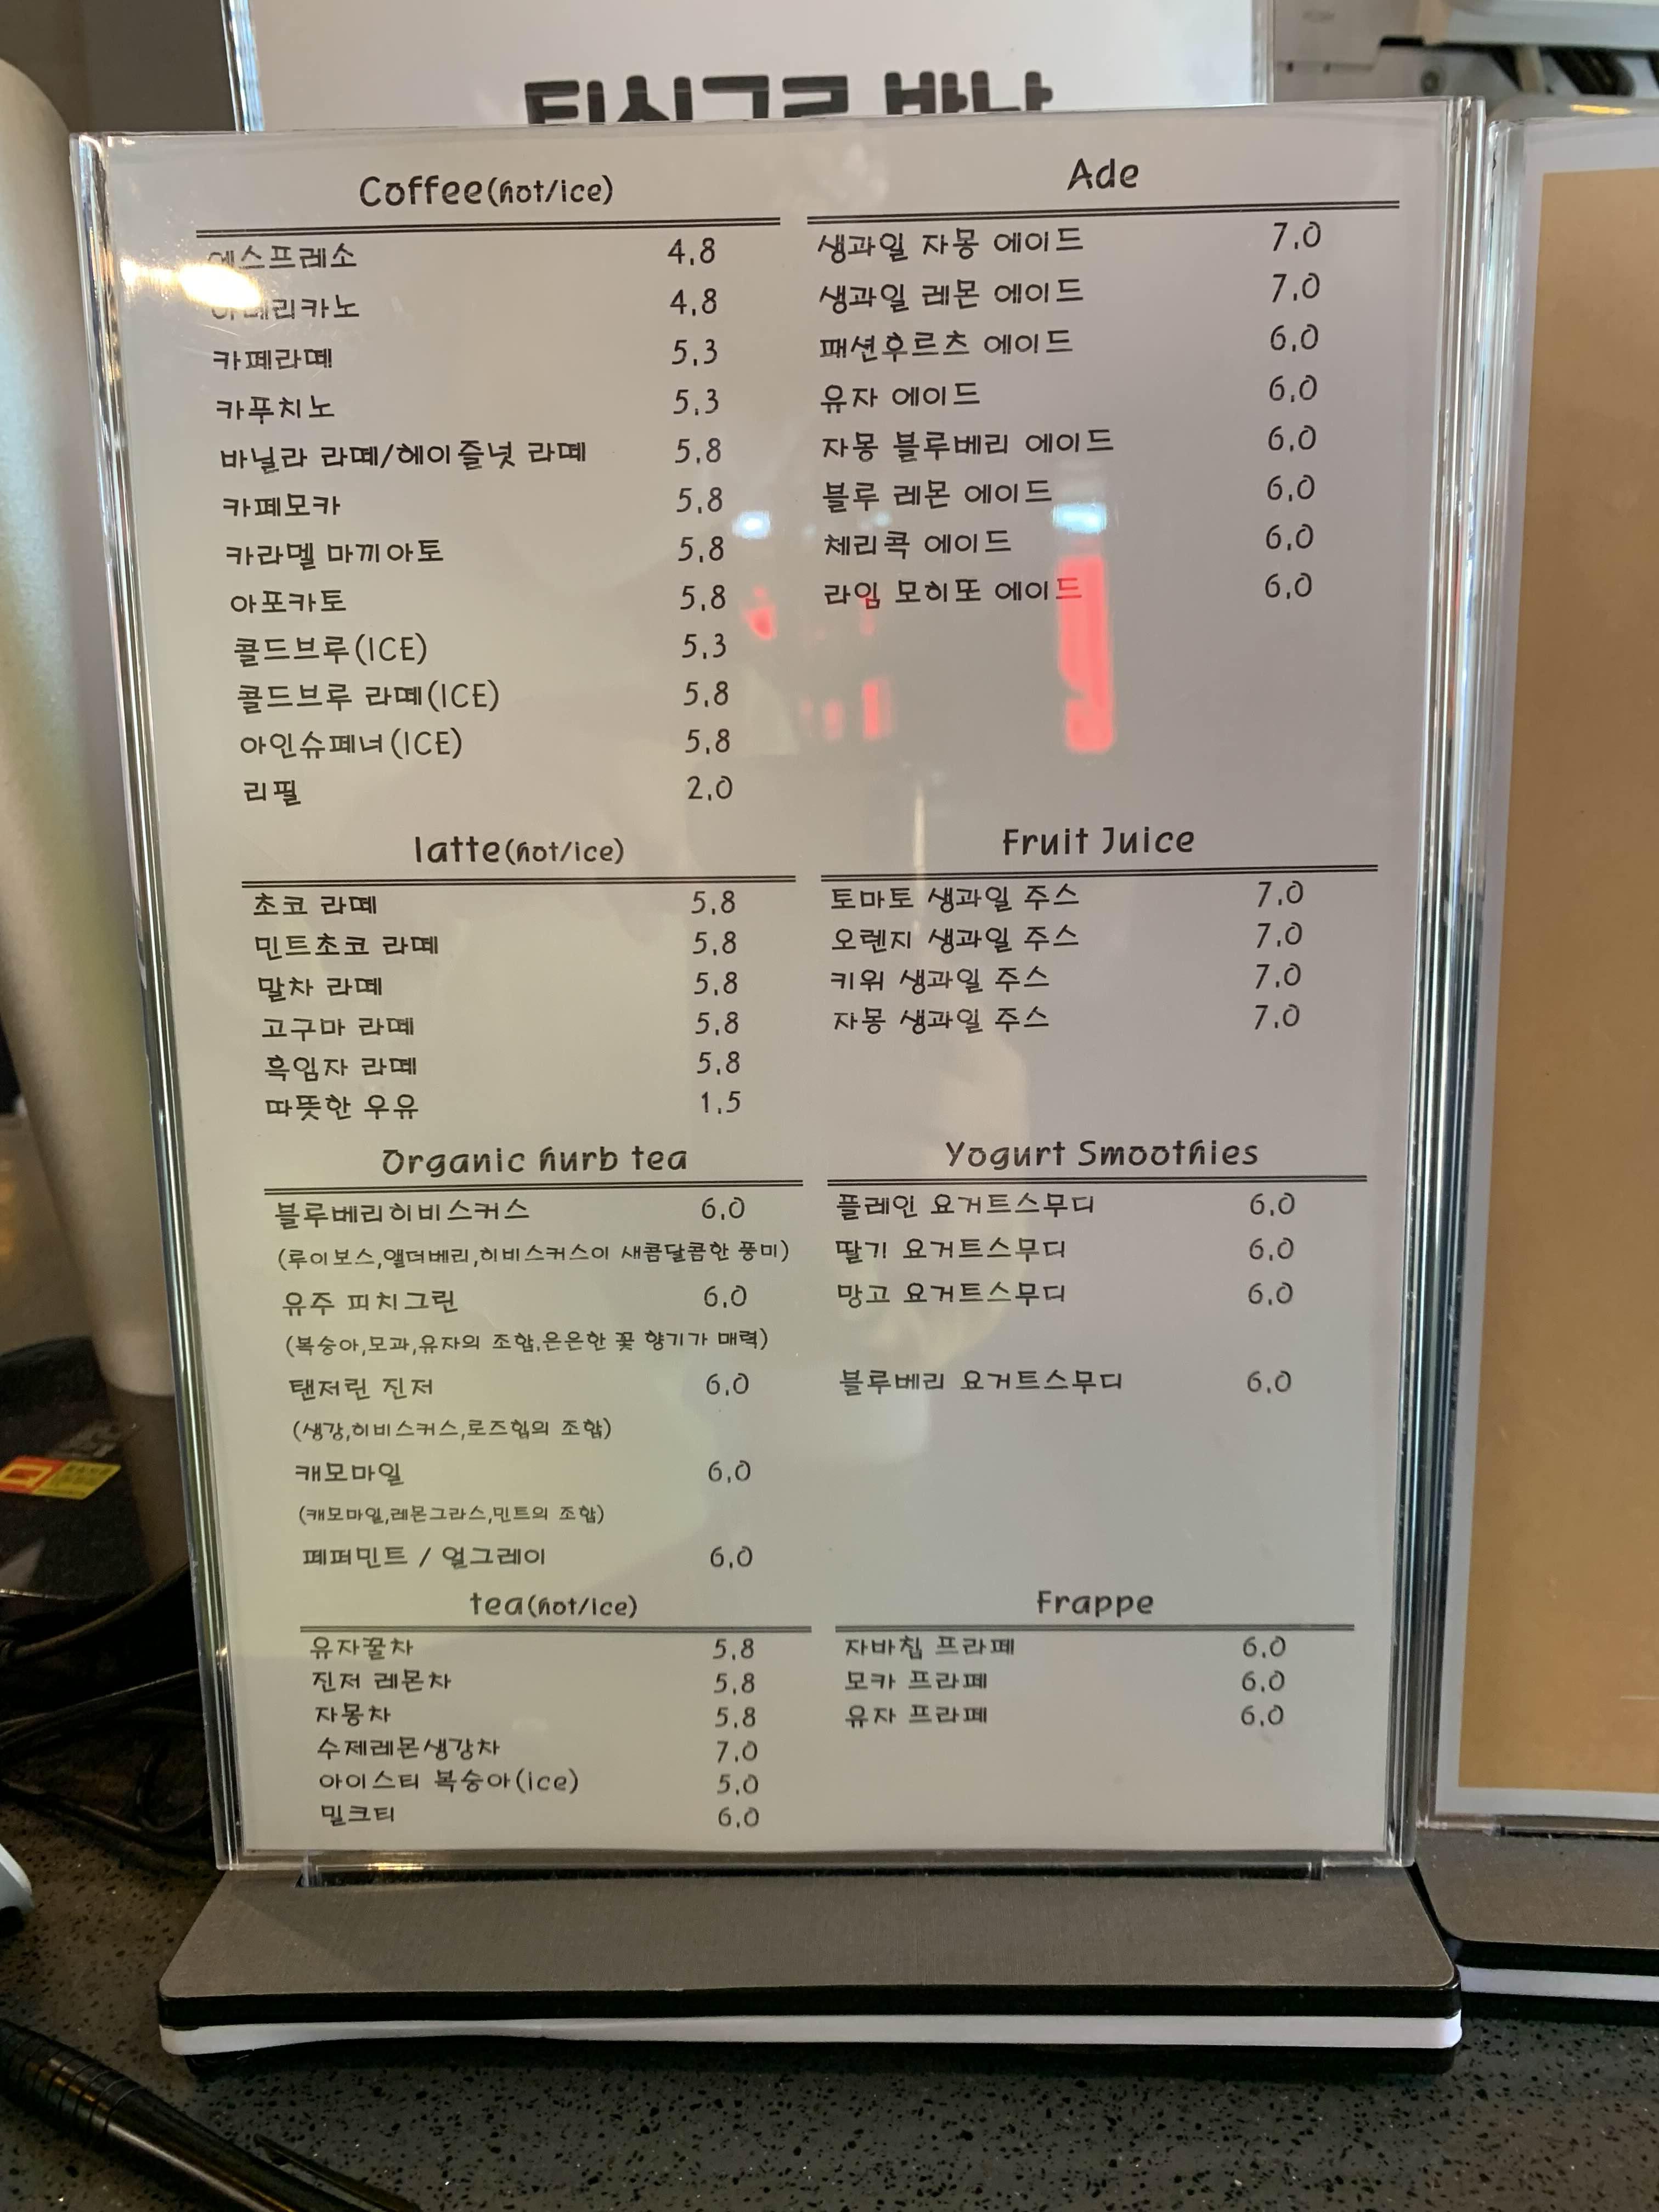 Coffee(hot/ice)
에스프레소 4.8
아메리카노 4.8
카페라떼 5.3
카푸치노 5.3
바닐라 라떼/헤이즐넛 라떼 5.8
카페모카 5.8
카라멜 마끼아토 5.8
아포카토 5.8
콜드브루(ICE) 5.3
콜드브루 라떼(ICE) 5.8
아인슈페너(ICE) 5.8
리필 2.0
latte(hot/ice)
초코 라떼 5.8
민트초코 라떼 5.8
말차 라떼 5.8
고구마 라떼 5.8
흑임자 라떼 5.8
따뜻한 우유 1.5
Organic hurb tea
블루베리히비스커스 6.0
(루이보스,앨더베리,히비스커스이 새콤달콤한 풍미)
유주 피치그린 6.0
(복숭아,모과,유자의 조합.은은한 꽃 향기가 매력)
탠저린 진저 6.0
(생강,히비스커스,로즈힙의 조합)
캐모마일 6.0
(캐모마일,레몬그라스,민트의 조합)
페퍼민트 / 얼그레이 6.0
tea(hot/ice)
유자꿀차 5.8
진저 레몬차 5.8
자몽차 5.8
수제레몬생강차 7.0
아이스티 복숭아(ice) 5.0
밀크티 6.0
Ade
생과일 자몽 에이드 7.0
생과일 레몬 에이드 7.0
패션후르츠 에이드 6.0
유자 에이드 6.0
자몽 블루베리 에이드 6.0
블루 레몬 에이드 6.0
체리콕 에이드 6.0
라임 모히또 에이드 6.0
Fruit Juice
토마토 생과일 주스 7.0
오렌지 생과일 주스 7.0
키위 생과일 주스 7.0
자몽 생과일 주스 7.0
Yogurt Smoothies
플레인 요거트스무디 6.0
딸기 요거트스무디 6.0
망고 요거트스무디 6.0
블루베리 요거트스무디 6.0
Frappe
자바칩 프라페 6.0
모카 프라페 6.0
유자 프라페 6.0